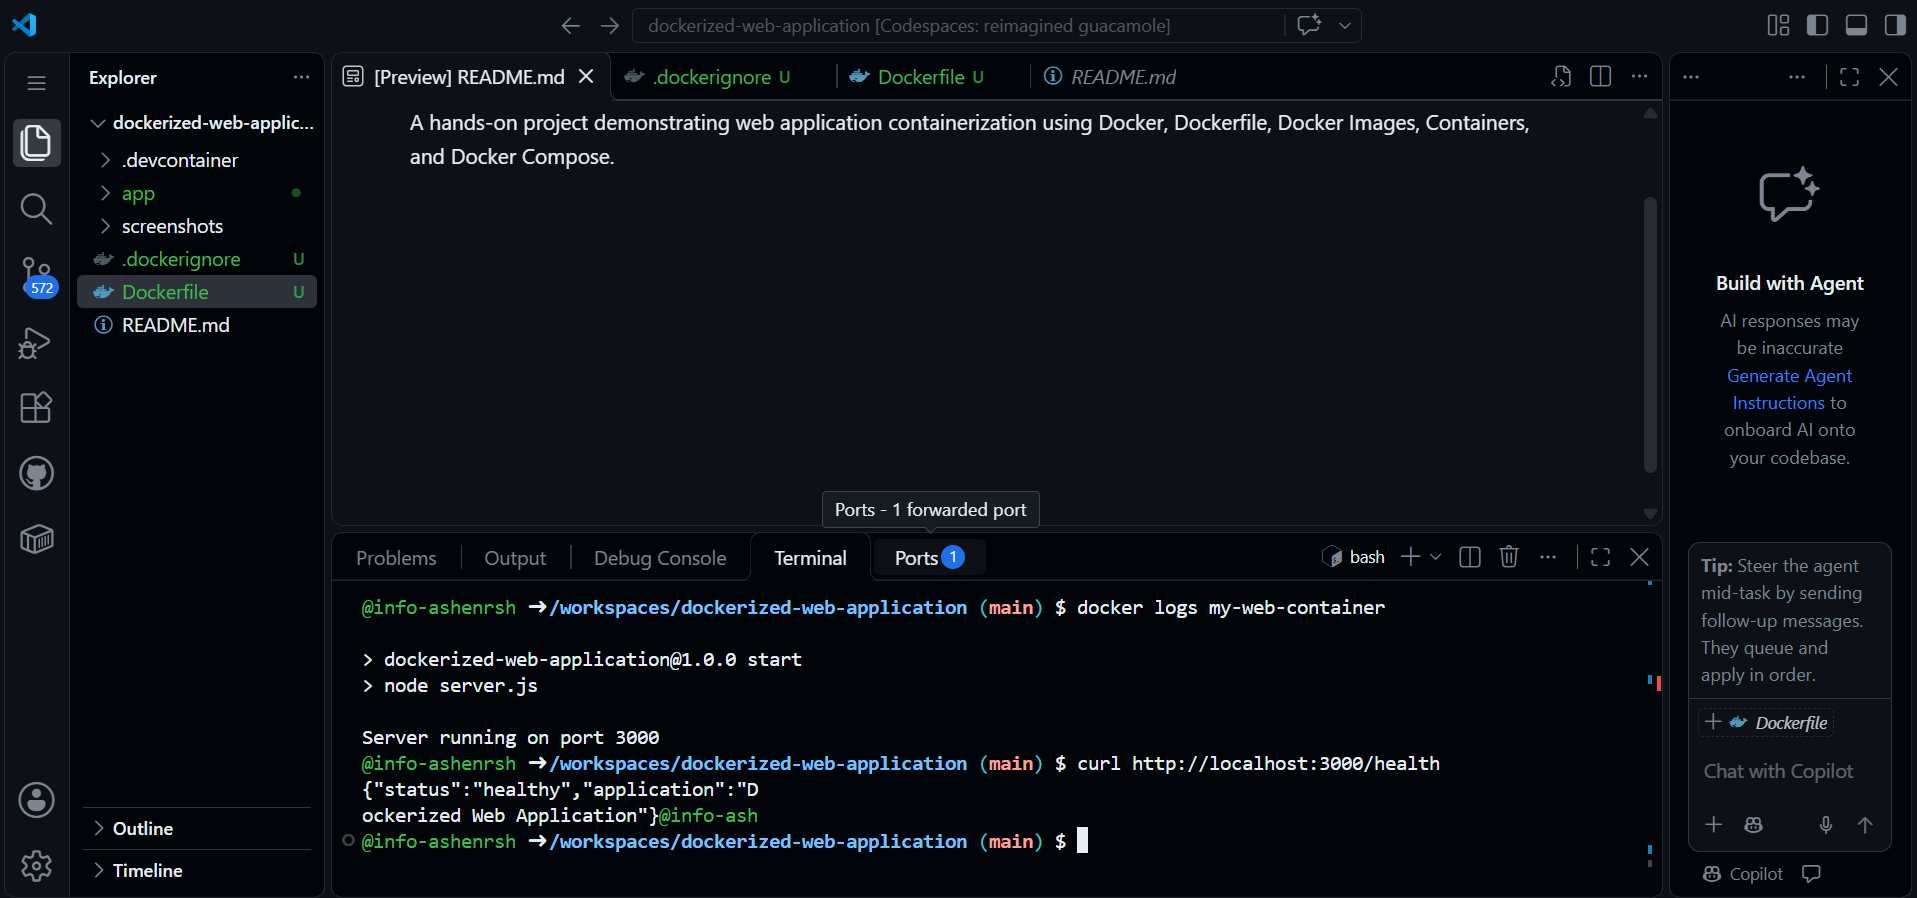 dockerized-web-application [Codespaces: reimagined guacamole]
Explorer
dockerized-web-applic...
.devcontainer
app
screenshots
.dockerignore U
Dockerfile U
README.md
572
Outline
Timeline
[Preview] README.md
.dockerignore U
Dockerfile U
README.md
A hands-on project demonstrating web application containerization using Docker, Dockerfile, Docker Images, Containers,
and Docker Compose.
Ports - 1 forwarded port
Problems
Output
Debug Console
Terminal
Ports 1
bash
@info-ashenrsh ➜/workspaces/dockerized-web-application (main) $ docker logs my-web-container
> dockerized-web-application@1.0.0 start
> node server.js
Server running on port 3000
@info-ashenrsh ➜/workspaces/dockerized-web-application (main) $ curl http://localhost:3000/health
{"status":"healthy","application":"D
ockerized Web Application"}@info-ash
@info-ashenrsh ➜/workspaces/dockerized-web-application (main) $
Build with Agent
AI responses may
be inaccurate
Generate Agent
Instructions to
onboard AI onto
your codebase.
Tip: Steer the agent
mid-task by sending
follow-up messages.
They queue and
apply in order.
Dockerfile
Chat with Copilot
Copilot